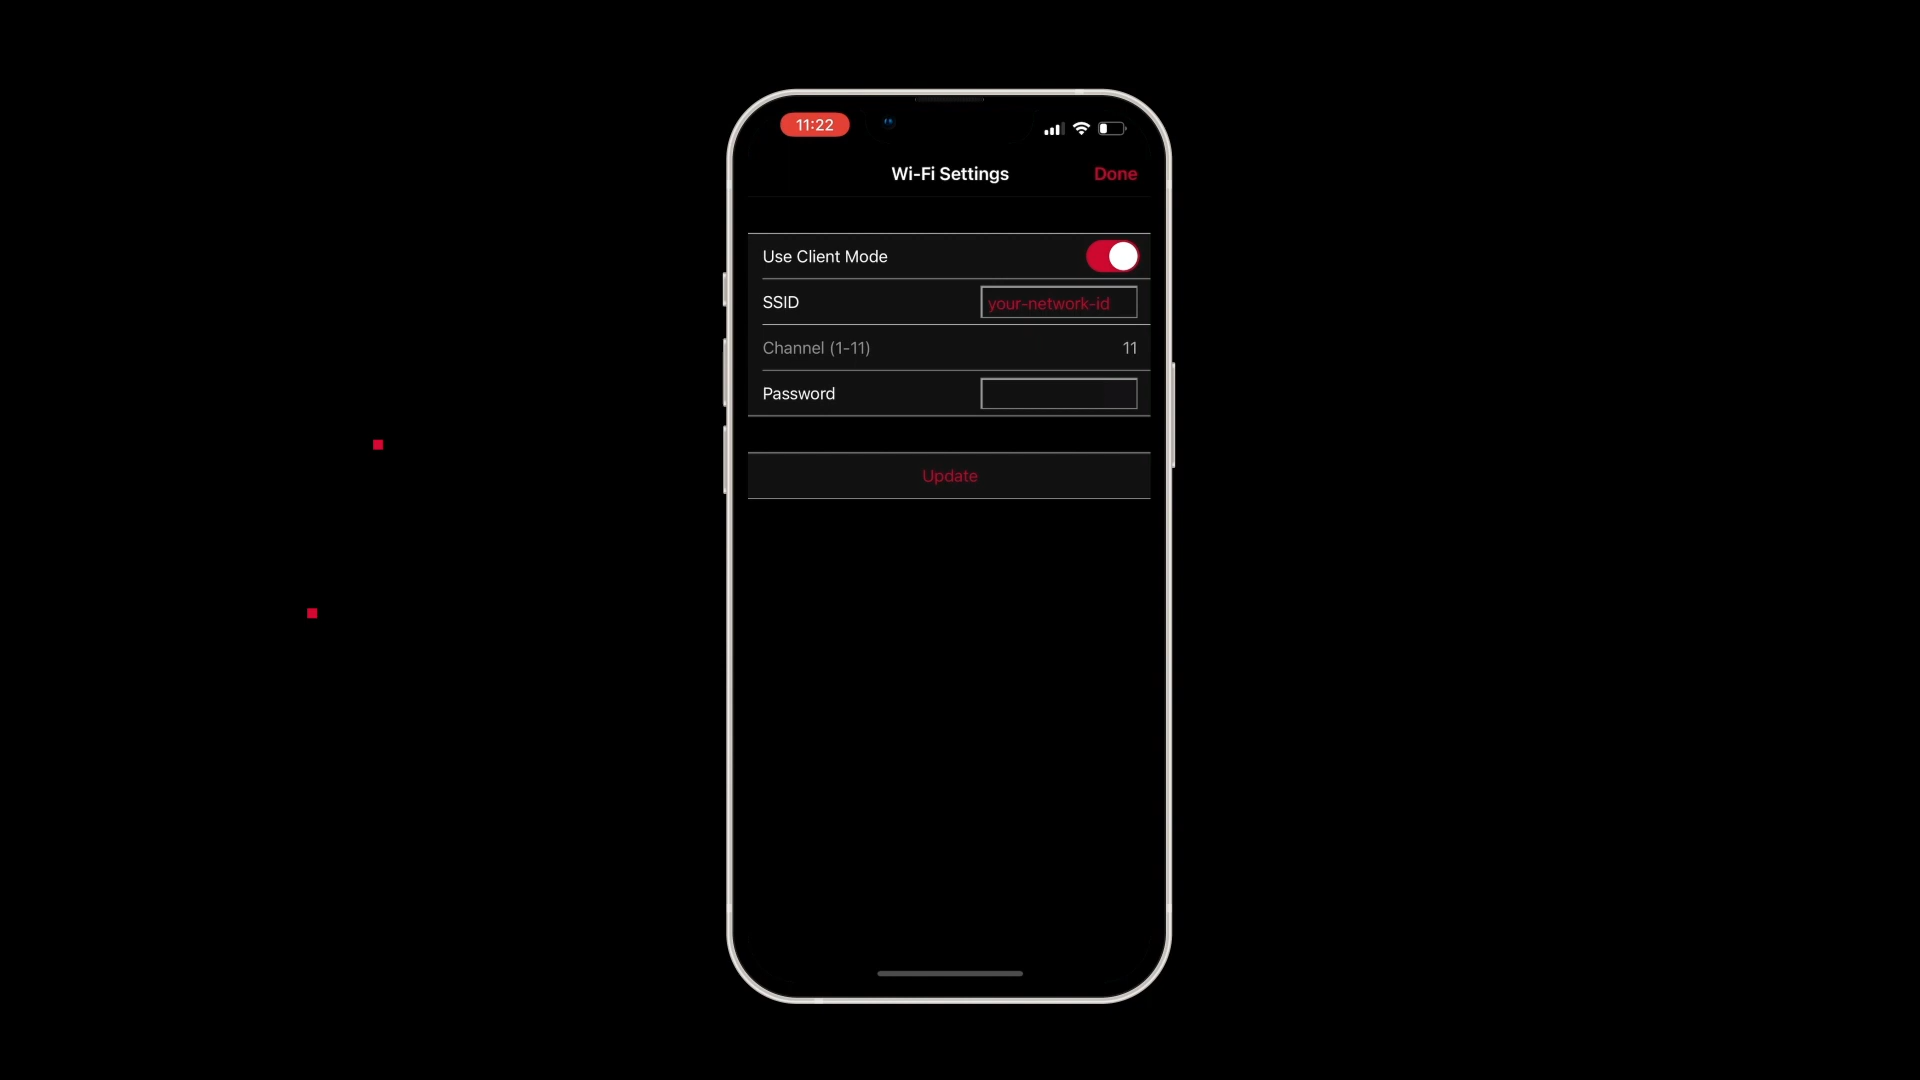 11:22
Wi-Fi Settings
Done
Use Client Mode
SSID
your-network-id
Channel (1-11)
11
Password
Update